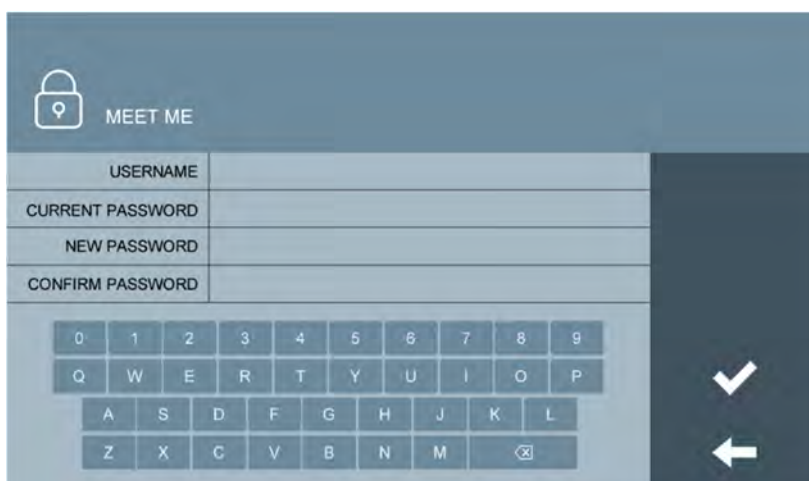 MEET ME
USERNAME
CURRENT PASSWORD
NEW PASSWORD
CONFIRM PASSWORD
0 1 2 3 4 5 6 7 8 9
Q W E R T Y U I O P
A S D F G H J K L
Z X C V B N M